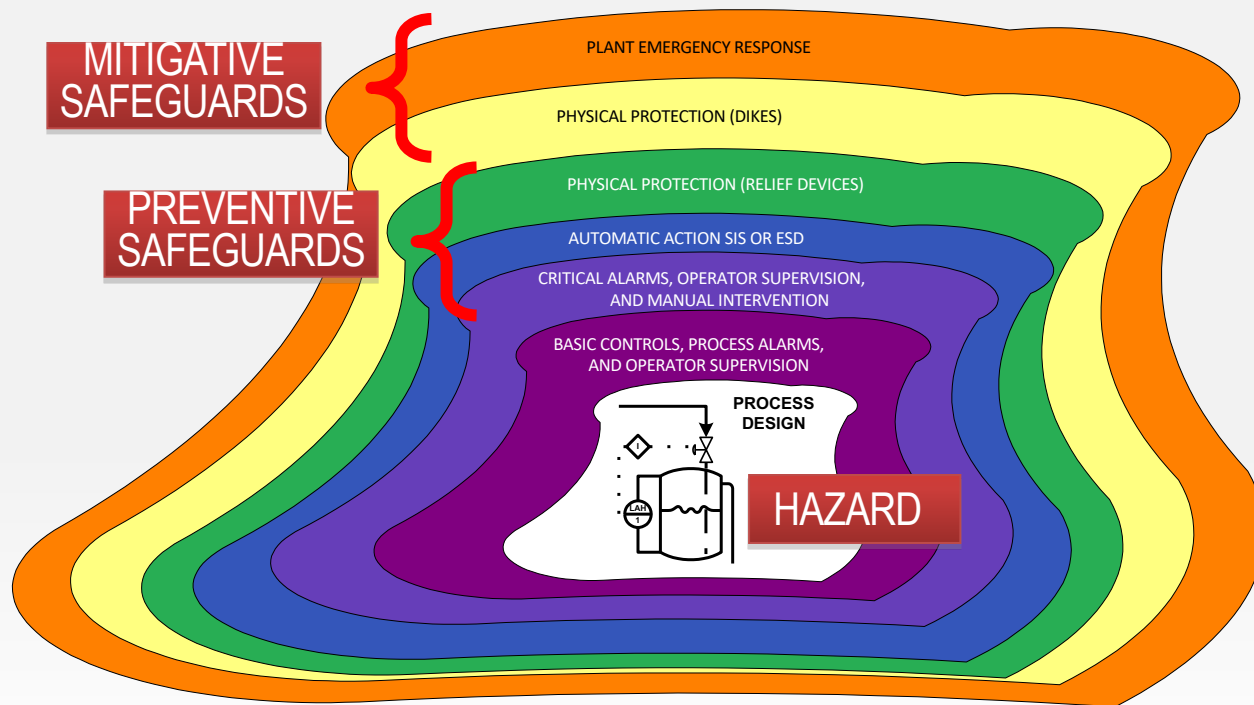 MITIGATIVE
SAFEGUARDS
PLANT EMERGENCY RESPONSE
PHYSICAL PROTECTION (DIKES)
PREVENTIVE
SAFEGUARDS
PHYSICAL PROTECTION (RELIEF DEVICES)
AUTOMATIC ACTION SIS OR ESD
CRITICAL ALARMS, OPERATOR SUPERVISION,
AND MANUAL INTERVENTION
BASIC CONTROLS, PROCESS ALARMS,
AND OPERATOR SUPERVISION
PROCESS
DESIGN
I
LAH
1
HAZARD